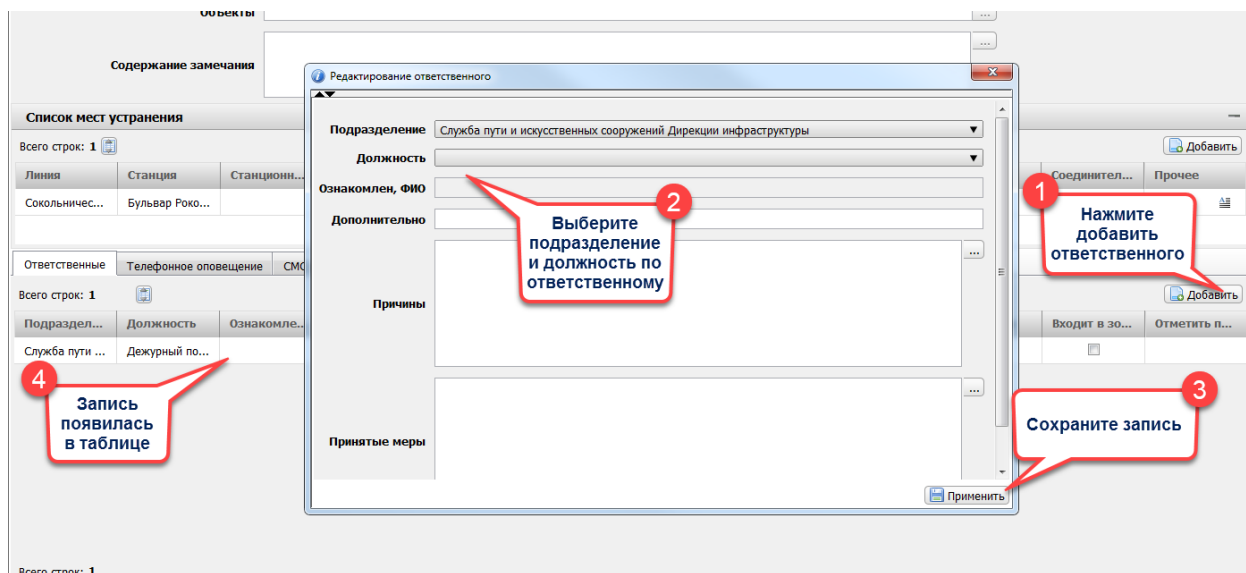 Объекты
...
...
Содержание замечания
Список мест устранения
Всего строк: 1
Добавить
Линия Станция Станционн... Соединител... Прочее
Сокольничес... Бульвар Роко...
Ответственные Телефонное оповещение СМС
Всего строк: 1
Добавить
Подраздел... Должность Ознакомле... Входит в зо... Отметить п...
Служба пути ... Дежурный по...
Редактирование ответственного
Подразделение Служба пути и искусственных сооружений Дирекции инфраструктуры
Должность
Ознакомлен, ФИО
Дополнительно
...
Причины
...
Принятые меры
Применить
1
Нажмите
добавить
ответственного
2
Выберите
подразделение
и должность по
ответственному
3
Сохраните запись
4
Запись
появилась
в таблице
Всего строк: 1